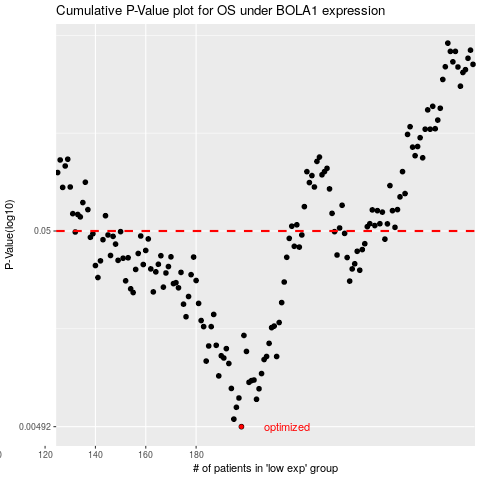 Cumulative P-Value plot for OS under BOLA1 expression
P-Value(log10)
0.05
0.00492
optimized
0 120 140 160 180
# of patients in 'low exp' group